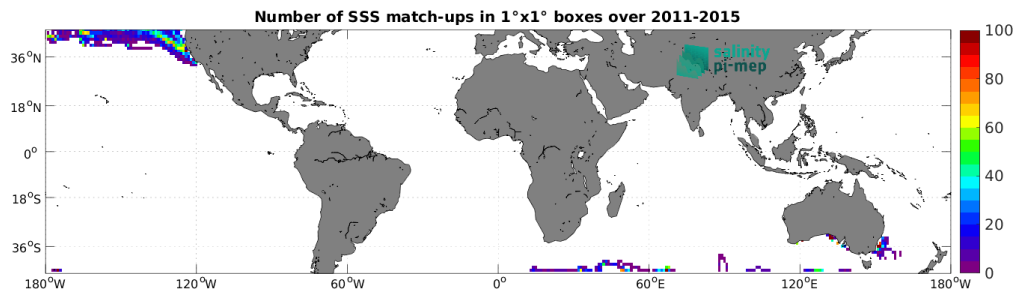 Number of SSS match-ups in 1°x1° boxes over 2011-2015
salinity
pi-mep
36°N
18°N
0°
18°S
36°S
180°W 120°W 60°W 0° 60°E 120°E 180°W
100
80
60
40
20
0